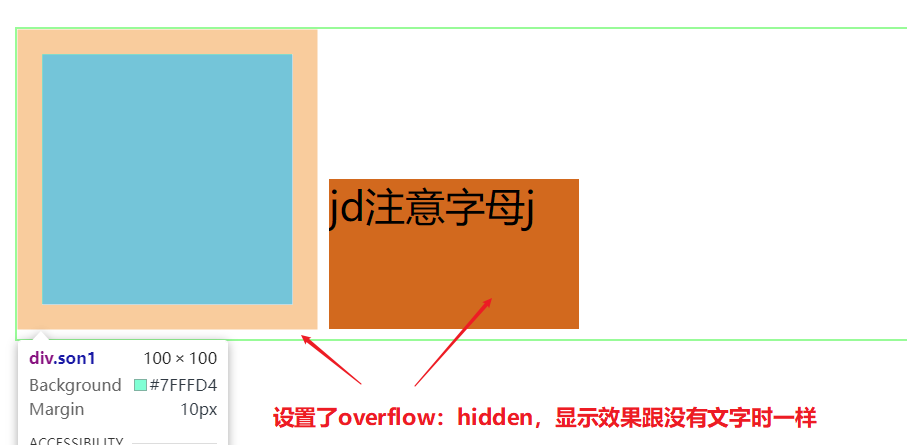 jd注意字母j
div.son1 100 × 100
Background #7FFFD4
Margin 10px
ACCESSIBILITY
设置了overflow：hidden，显示效果跟没有文字时一样